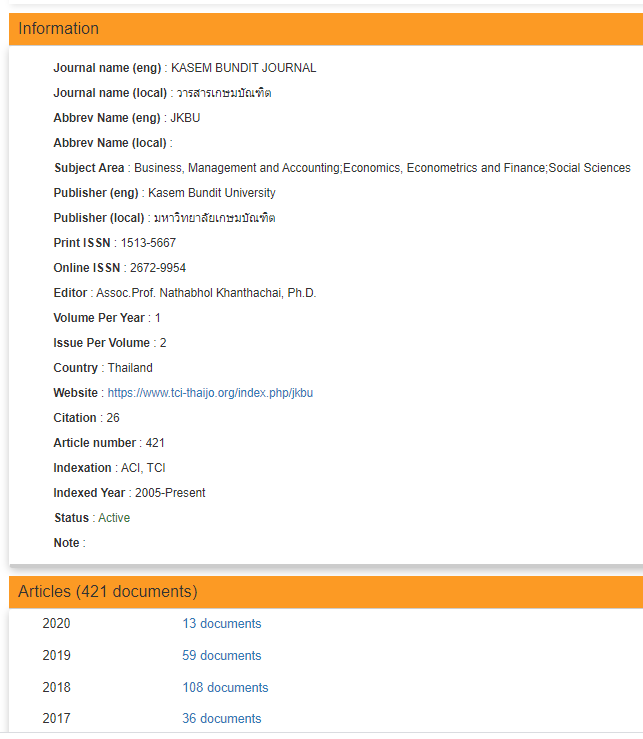 Information
Journal name (eng) : KASEM BUNDIT JOURNAL
Journal name (local) : วารสารเกษมบัณฑิต
Abbrev Name (eng) : JKBU
Abbrev Name (local) :
Subject Area : Business, Management and Accounting;Economics, Econometrics and Finance;Social Sciences
Publisher (eng) : Kasem Bundit University
Publisher (local) : มหาวิทยาลัยเกษมบัณฑิต
Print ISSN : 1513-5667
Online ISSN : 2672-9954
Editor : Assoc.Prof. Nathabhol Khanthachai, Ph.D.
Volume Per Year : 1
Issue Per Volume : 2
Country : Thailand
Website : https://www.tci-thaijo.org/index.php/jkbu
Citation : 26
Article number : 421
Indexation : ACI, TCI
Indexed Year : 2005-Present
Status : Active
Note :
Articles (421 documents)
2020 13 documents
2019 59 documents
2018 108 documents
2017 36 documents